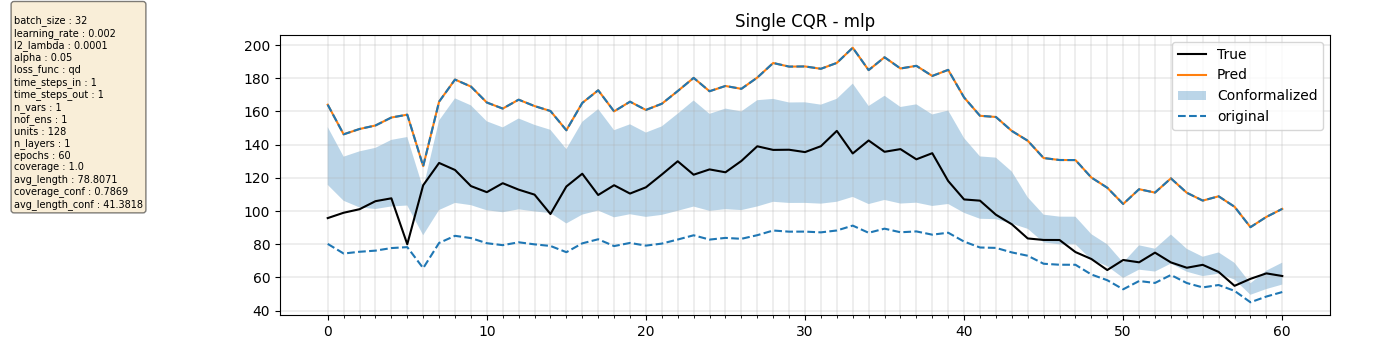 batch_size : 32
learning_rate : 0.002
l2_lambda : 0.0001
alpha : 0.05
loss_func : qd
time_steps_in : 1
time_steps_out : 1
n_vars : 1
nof_ens : 1
units : 128
n_layers : 1
epochs : 60
coverage : 1.0
avg_length : 78.8071
coverage_conf : 0.7869
avg_length_conf : 41.3818
Single CQR - mlp
200
180
160
140
120
100
80
60
40
True
Pred
Conformalized
original
0 10 20 30 40 50 60